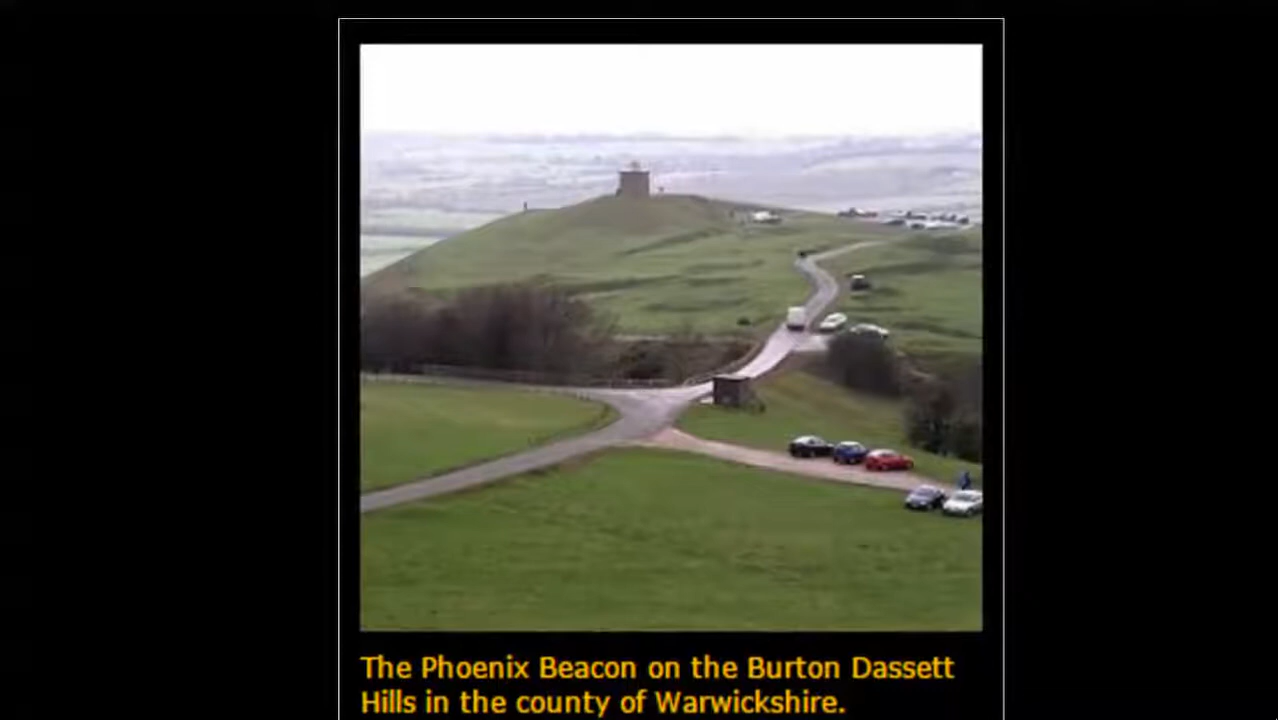 The Phoenix Beacon on the Burton Dassett
Hills in the county of Warwickshire.